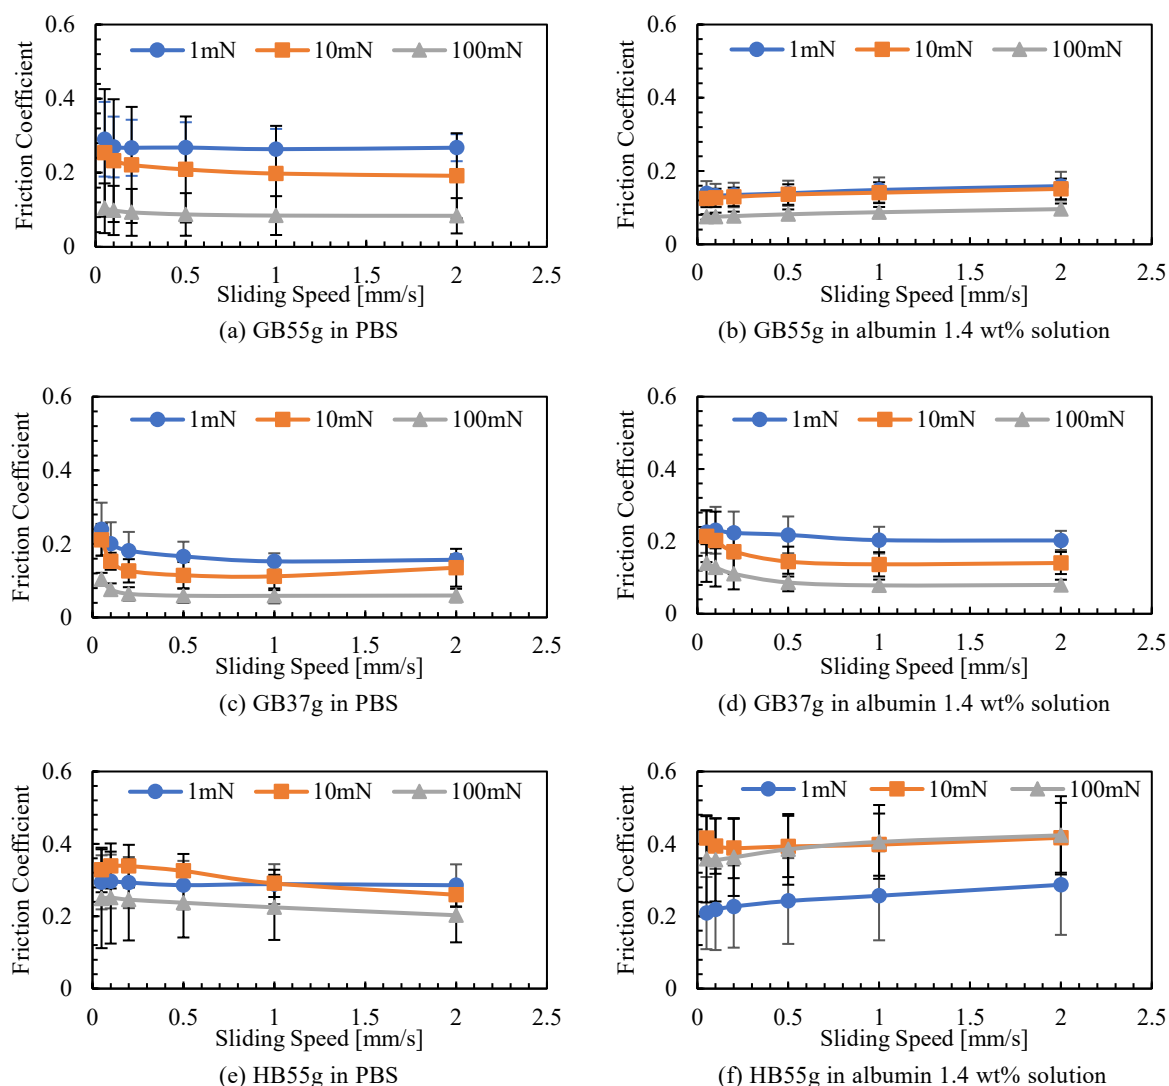 0.6
1mN 10mN 100mN
0.4
0.2
0
Friction Coefficient
0 0.5 1 1.5 2 2.5
Sliding Speed [mm/s]
(a) GB55g in PBS
0.6
1mN 10mN 100mN
0.4
0.2
0
Friction Coefficient
0 0.5 1 1.5 2 2.5
Sliding Speed [mm/s]
(b) GB55g in albumin 1.4 wt% solution
0.6
1mN 10mN 100mN
0.4
0.2
0
Friction Coefficient
0 0.5 1 1.5 2 2.5
Sliding Speed [mm/s]
(c) GB37g in PBS
0.6
1mN 10mN 100mN
0.4
0.2
0
Friction Coefficient
0 0.5 1 1.5 2 2.5
Sliding Speed [mm/s]
(d) GB37g in albumin 1.4 wt% solution
0.6
1mN 10mN 100mN
0.4
0.2
0
Friction Coefficient
0 0.5 1 1.5 2 2.5
Sliding Speed [mm/s]
(e) HB55g in PBS
0.6
1mN 10mN 100mN
0.4
0.2
0
Friction Coefficient
0 0.5 1 1.5 2 2.5
Sliding Speed [mm/s]
(f) HB55g in albumin 1.4 wt% solution